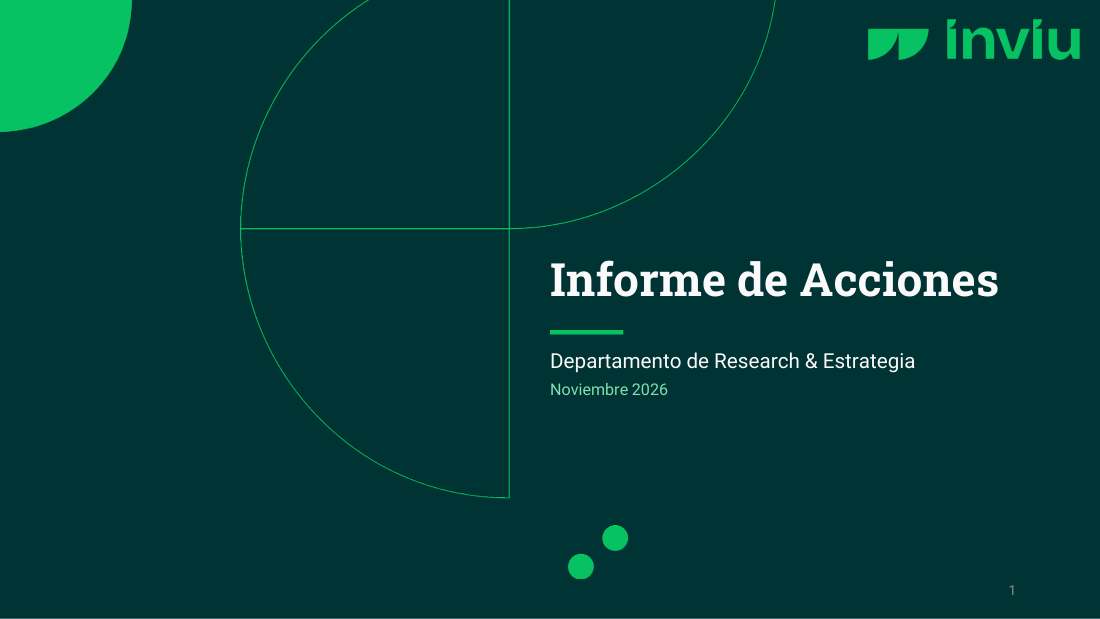 inviu
Informe de Acciones
Departamento de Research & Estrategia
Noviembre 2026
1